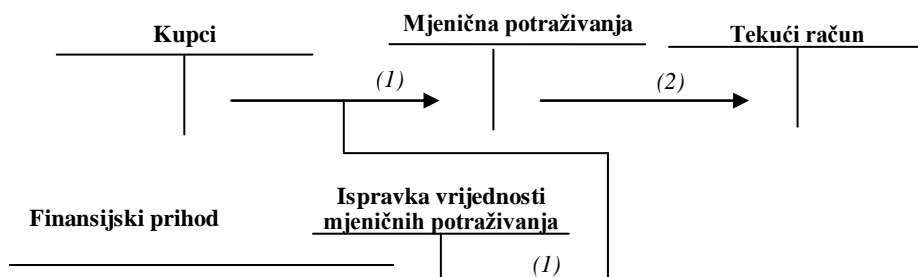 Kupci
Mjenična potraživanja
Tekući račun
(1)
(2)
Finansijski prihod
Ispravka vrijednosti
mjeničnih potraživanja
(1)